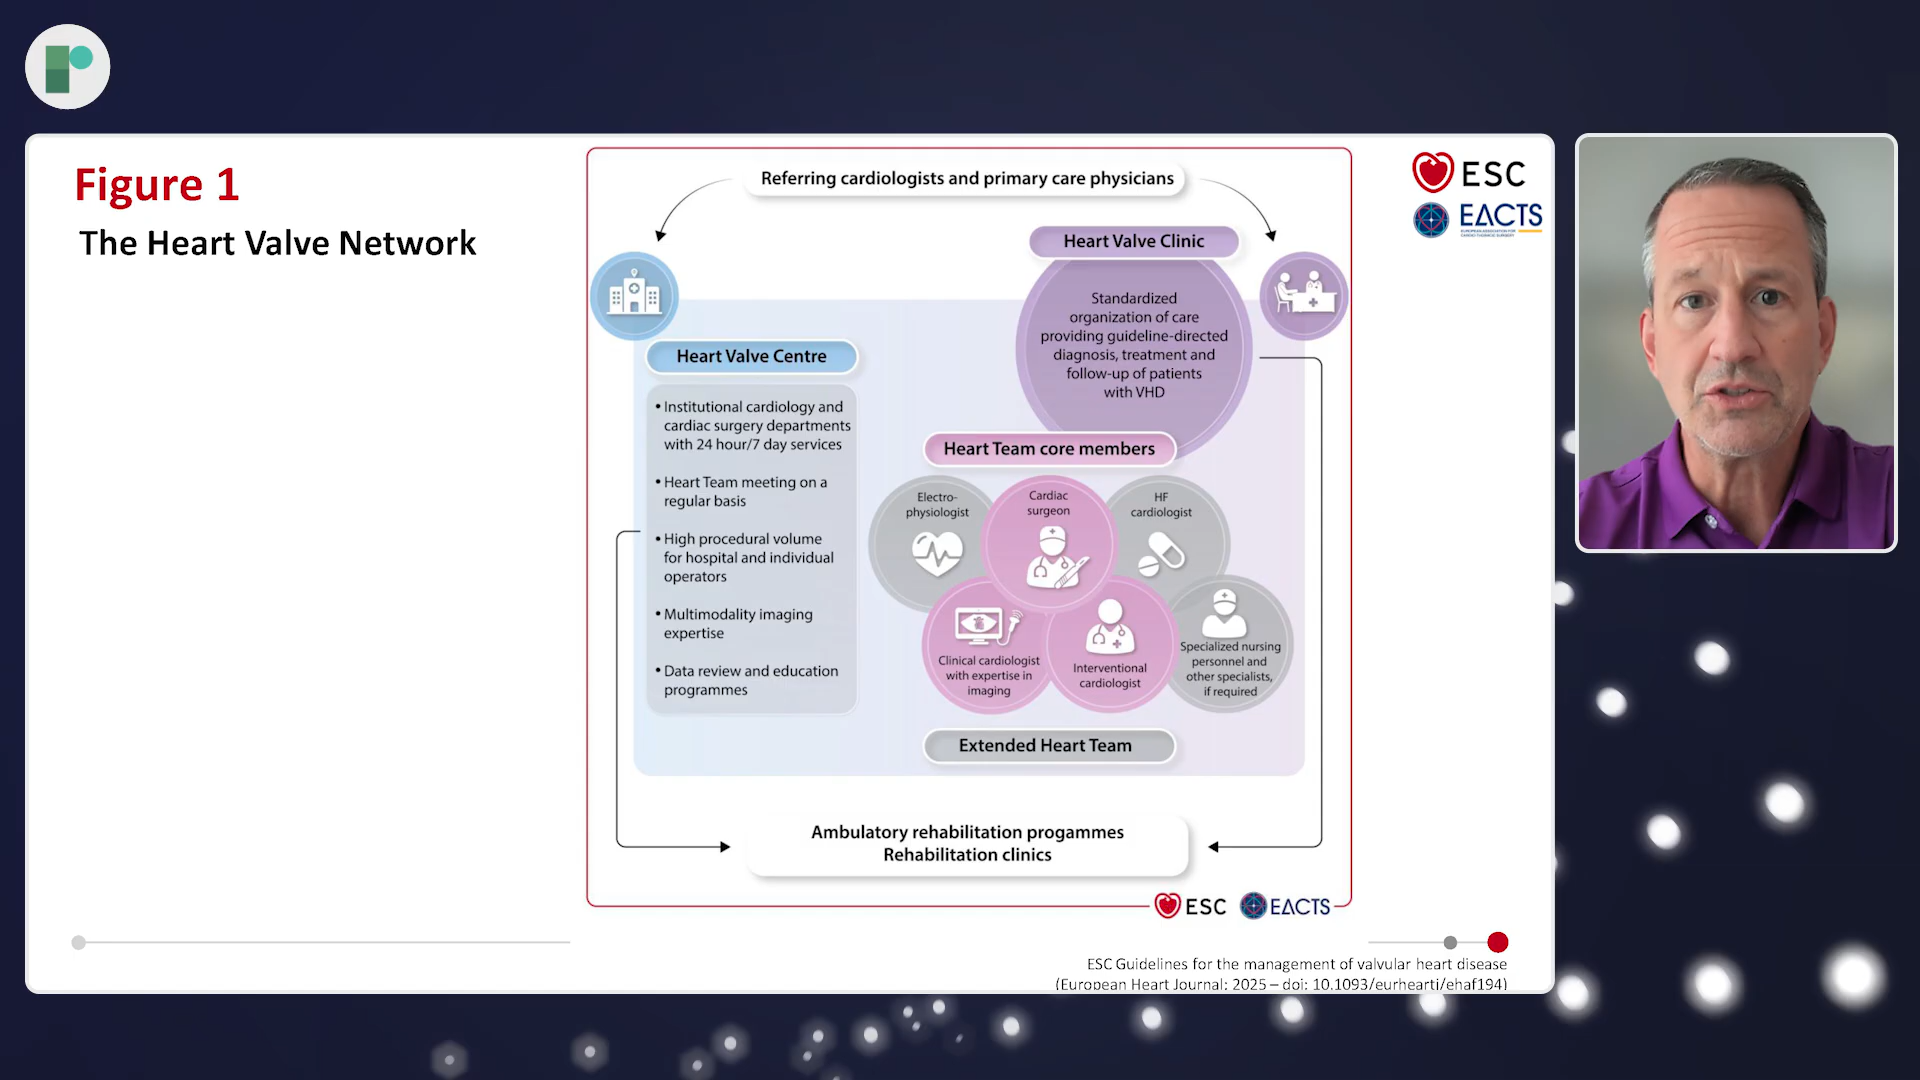 Figure 1
The Heart Valve Network
Referring cardiologists and primary care physicians
ESC
EACTS
Heart Valve Clinic
Standardized
organization of care
providing guideline-directed
diagnosis, treatment and
follow-up of patients
with VHD
Heart Valve Centre
• Institutional cardiology and
cardiac surgery departments
with 24 hour/7 day services
• Heart Team meeting on a
regular basis
• High procedural volume
for hospital and individual
operators
• Multimodality imaging
expertise
• Data review and education
programmes
Heart Team core members
Electro-
physiologist
Cardiac
surgeon
HF
cardiologist
Clinical cardiologist
with expertise in
imaging
Interventional
cardiologist
Specialized nursing
personnel and
other specialists,
if required
Extended Heart Team
Ambulatory rehabilitation progammes
Rehabilitation clinics
ESC
EACTS
ESC Guidelines for the management of valvular heart disease
(European Heart Journal; 2025 – doi: 10.1093/eurheartj/ehaf194)